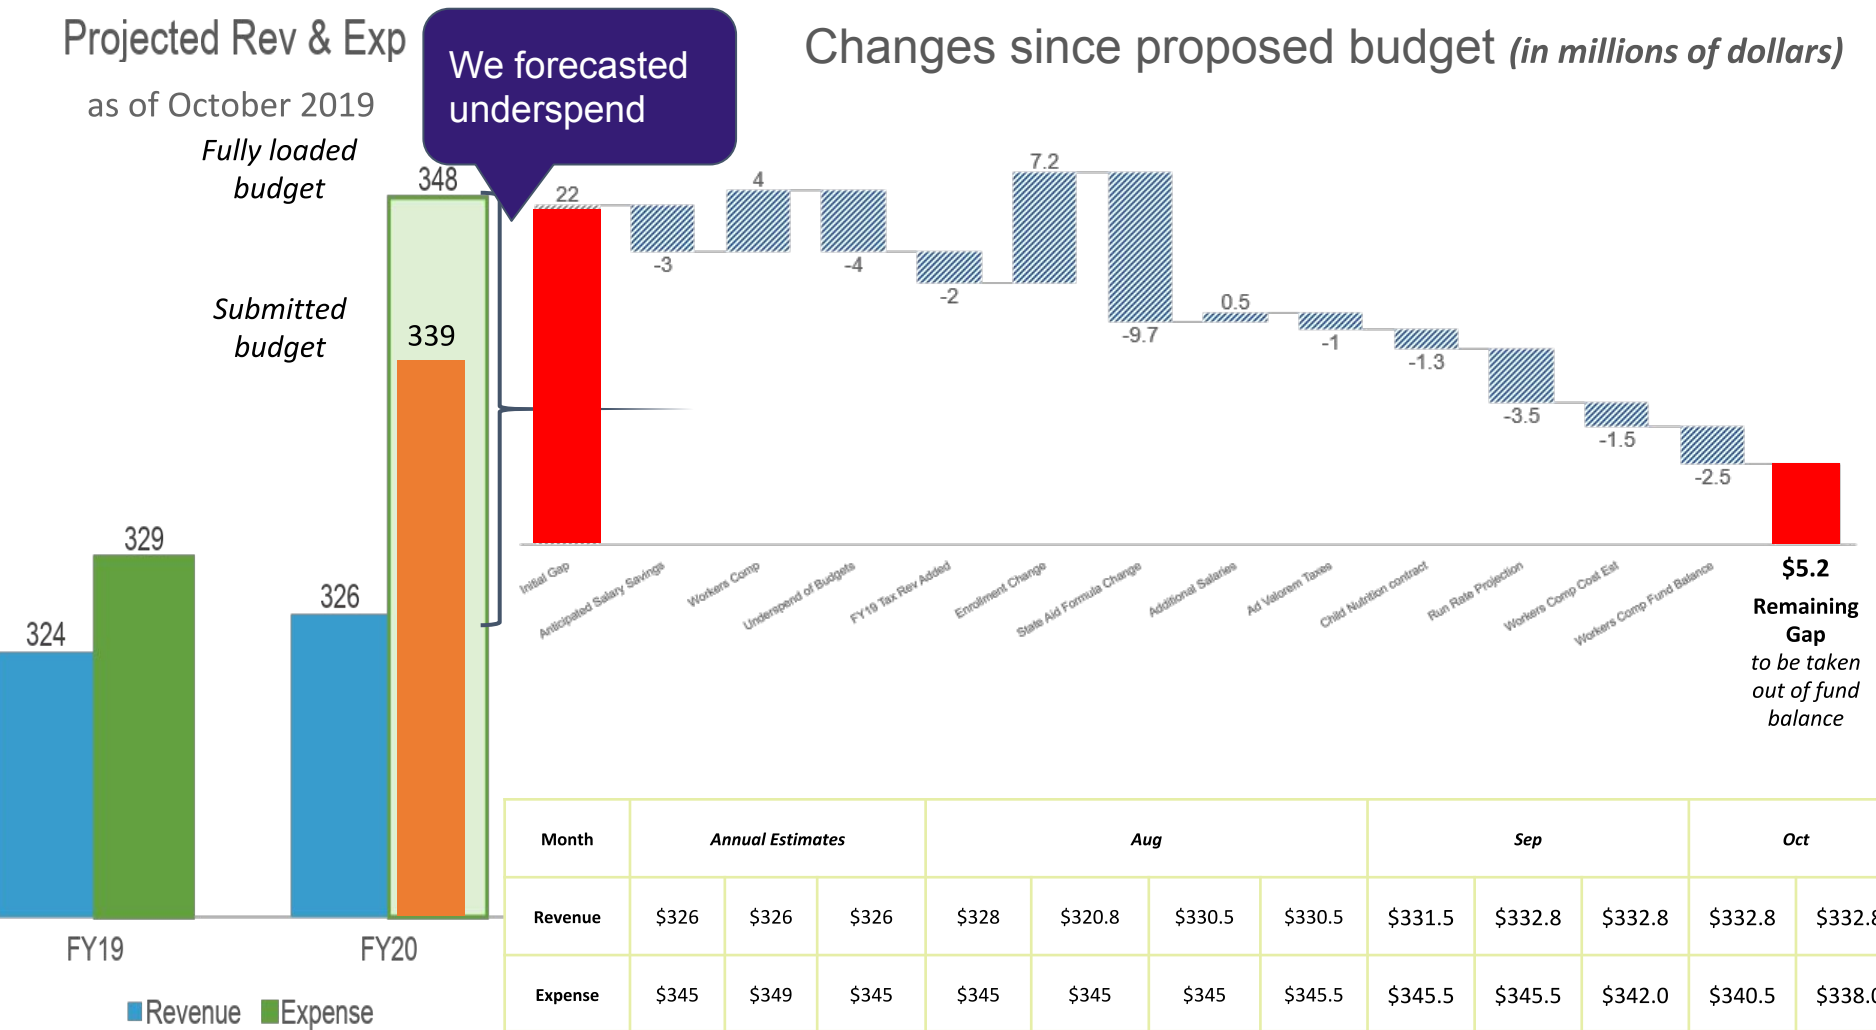 Projected Rev & Exp
as of October 2019
We forecasted
underspend
Changes since proposed budget (in millions of dollars)
Fully loaded
budget
348
Submitted
budget
339
329
324
326
FY19
FY20
Revenue
Expense
22
-3
4
-4
-2
7.2
-9.7
0.5
-1
-1.3
-3.5
-1.5
-2.5
Initial Gap
Anticipated Salary Savings
Workers Comp
Underspend of Budgets
FY19 Tax Rev Added
Enrollment Change
State Aid Formula Change
Additional Salaries
Ad Valorem Taxes
Child Nutrition contract
Run Rate Projection
Workers Comp Cost Est
Workers Comp Fund Balance
$5.2
Remaining
Gap
to be taken
out of fund
balance
Month Annual Estimates Aug Sep Oct
Revenue $326 $326 $326 $328 $320.8 $330.5 $330.5 $331.5 $332.8 $332.8 $332.8 $332.8
Expense $345 $349 $345 $345 $345 $345 $345.5 $345.5 $345.5 $342.0 $340.5 $338.0